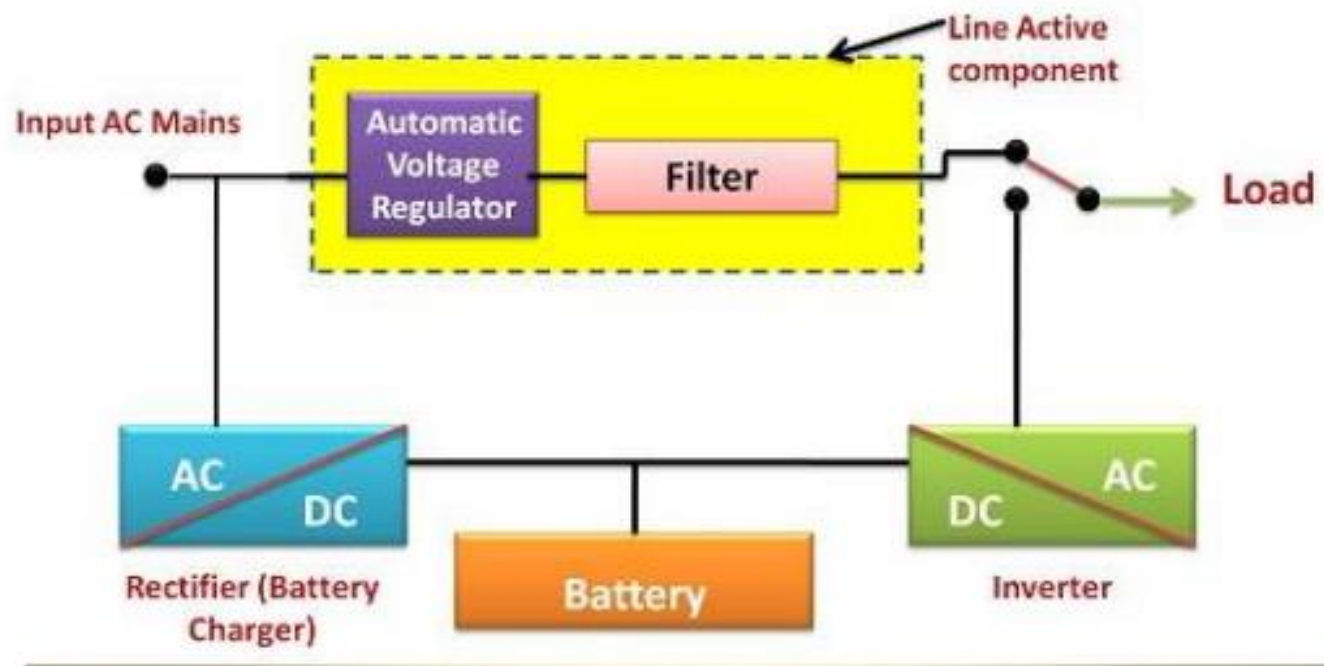 Line Active
component
Input AC Mains
Automatic
Voltage
Regulator
Filter
Load
AC
DC
Rectifier (Battery
Charger)
Battery
DC
AC
Inverter